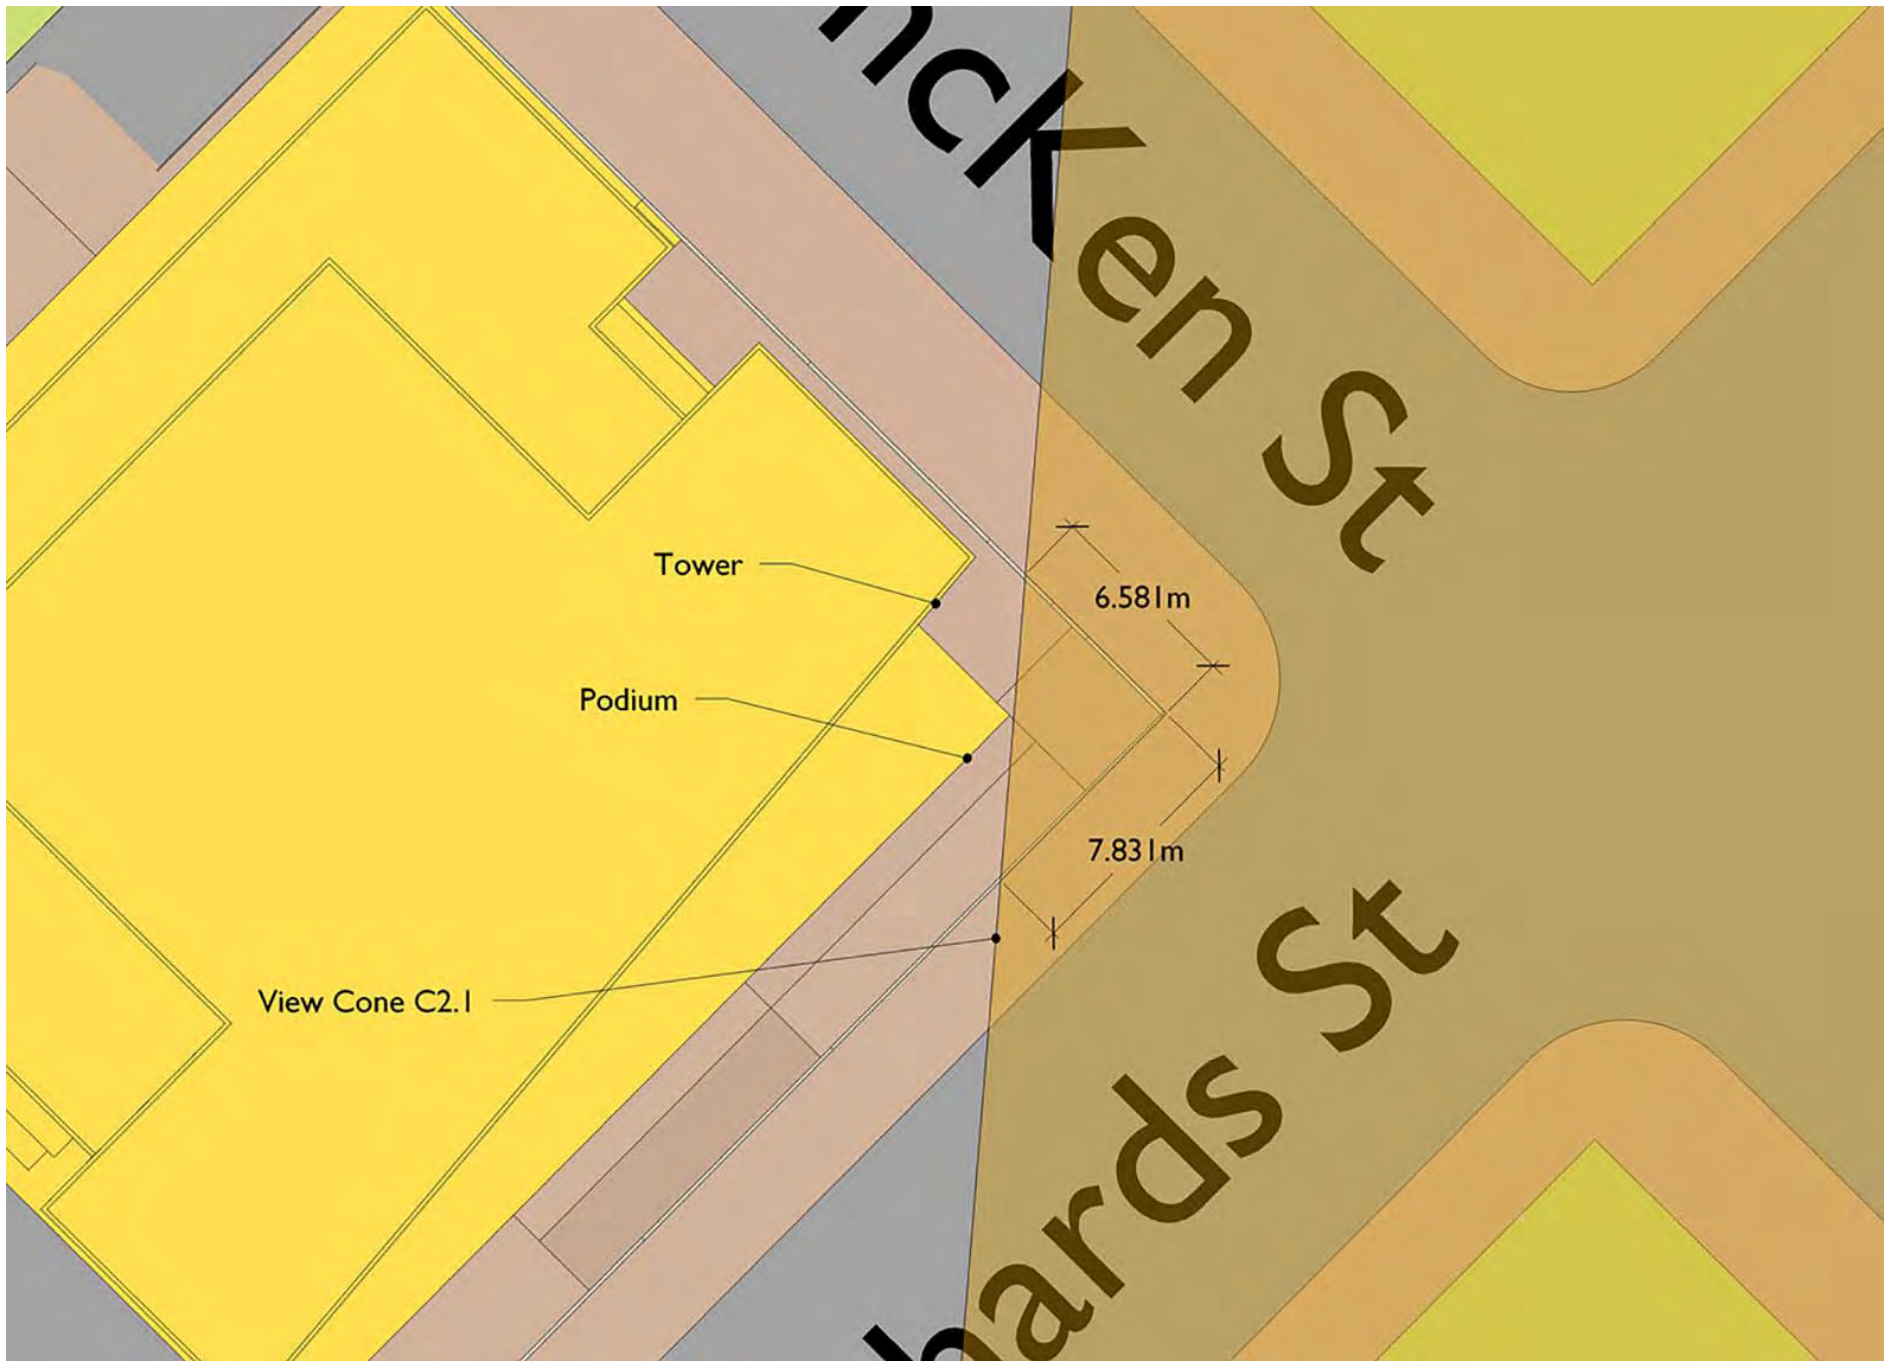 ncKen St
Tower
6.581m
Podium
7.831m
View Cone C2.1
hards St